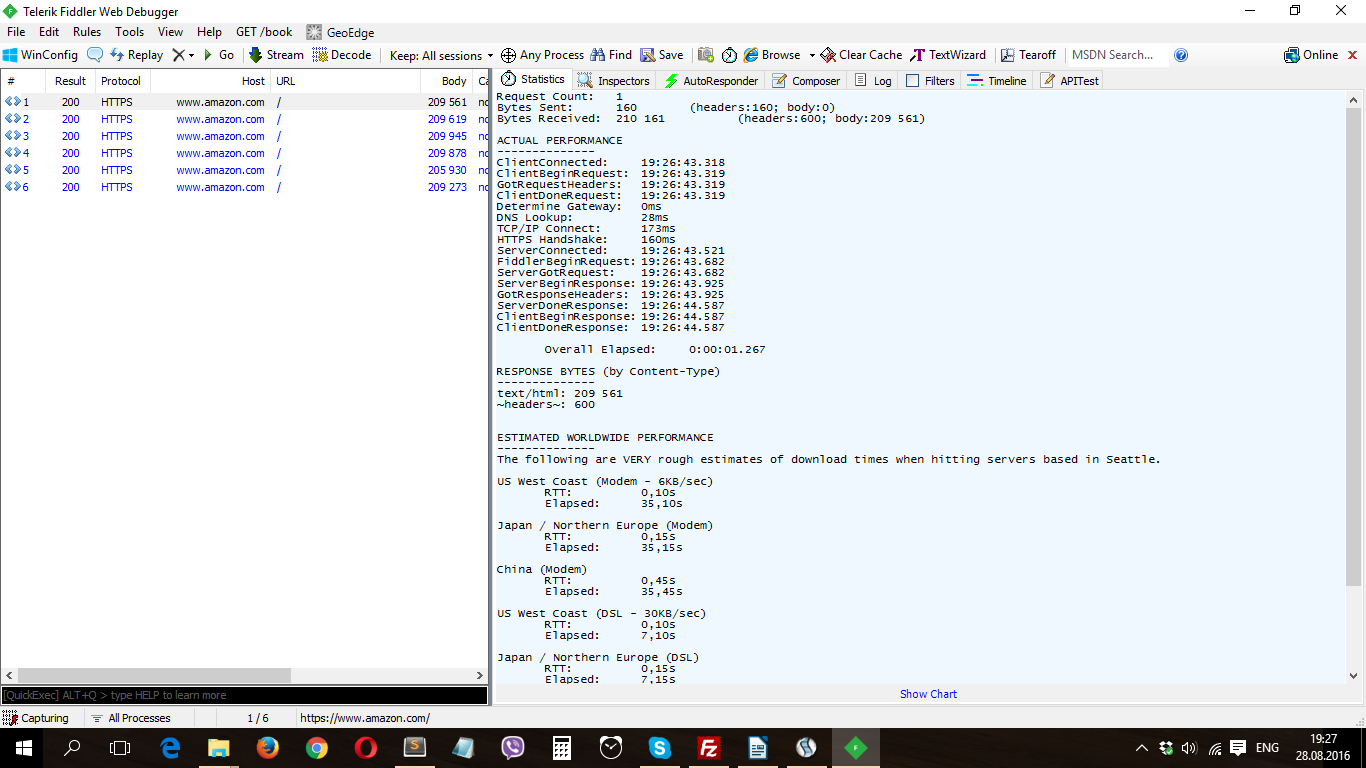 Telerik Fiddler Web Debugger
File Edit Rules Tools View Help GET /book GeoEdge
WinConfig Replay Go Stream Decode Keep: All sessions Any Process Find Save Browse Clear Cache TextWizard Tearoff MSDN Search... Online
# Result Protocol Host URL Body Ca
1 200 HTTPS www.amazon.com / 209 561 no
2 200 HTTPS www.amazon.com / 209 619 no
3 200 HTTPS www.amazon.com / 209 945 no
4 200 HTTPS www.amazon.com / 209 878 no
5 200 HTTPS www.amazon.com / 205 930 no
6 200 HTTPS www.amazon.com / 209 273 no
[QuickExec] ALT+Q > type HELP to learn more
Statistics Inspectors AutoResponder Composer Log Filters Timeline APITest
Request Count: 1
Bytes Sent: 160 (headers:160; body:0)
Bytes Received: 210 161 (headers:600; body:209 561)
ACTUAL PERFORMANCE
--------------
ClientConnected: 19:26:43.318
ClientBeginRequest: 19:26:43.319
GotRequestHeaders: 19:26:43.319
ClientDoneRequest: 19:26:43.319
Determine Gateway: 0ms
DNS Lookup: 28ms
TCP/IP Connect: 173ms
HTTPS Handshake: 160ms
ServerConnected: 19:26:43.521
FiddlerBeginRequest: 19:26:43.682
ServerGotRequest: 19:26:43.682
ServerBeginResponse: 19:26:43.925
GotResponseHeaders: 19:26:43.925
ServerDoneResponse: 19:26:44.587
ClientBeginResponse: 19:26:44.587
ClientDoneResponse: 19:26:44.587
Overall Elapsed: 0:00:01.267
RESPONSE BYTES (by Content-Type)
--------------
text/html: 209 561
~headers~: 600
ESTIMATED WORLDWIDE PERFORMANCE
--------------
The following are VERY rough estimates of download times when hitting servers based in Seattle.
US West Coast (Modem - 6KB/sec)
RTT: 0,10s
Elapsed: 35,10s
Japan / Northern Europe (Modem)
RTT: 0,15s
Elapsed: 35,15s
China (Modem)
RTT: 0,45s
Elapsed: 35,45s
US West Coast (DSL - 30KB/sec)
RTT: 0,10s
Elapsed: 7,10s
Japan / Northern Europe (DSL)
RTT: 0,15s
Elapsed: 7,15s
Show Chart
Capturing All Processes 1 / 6 https://www.amazon.com/
ENG 19:27
28.08.2016